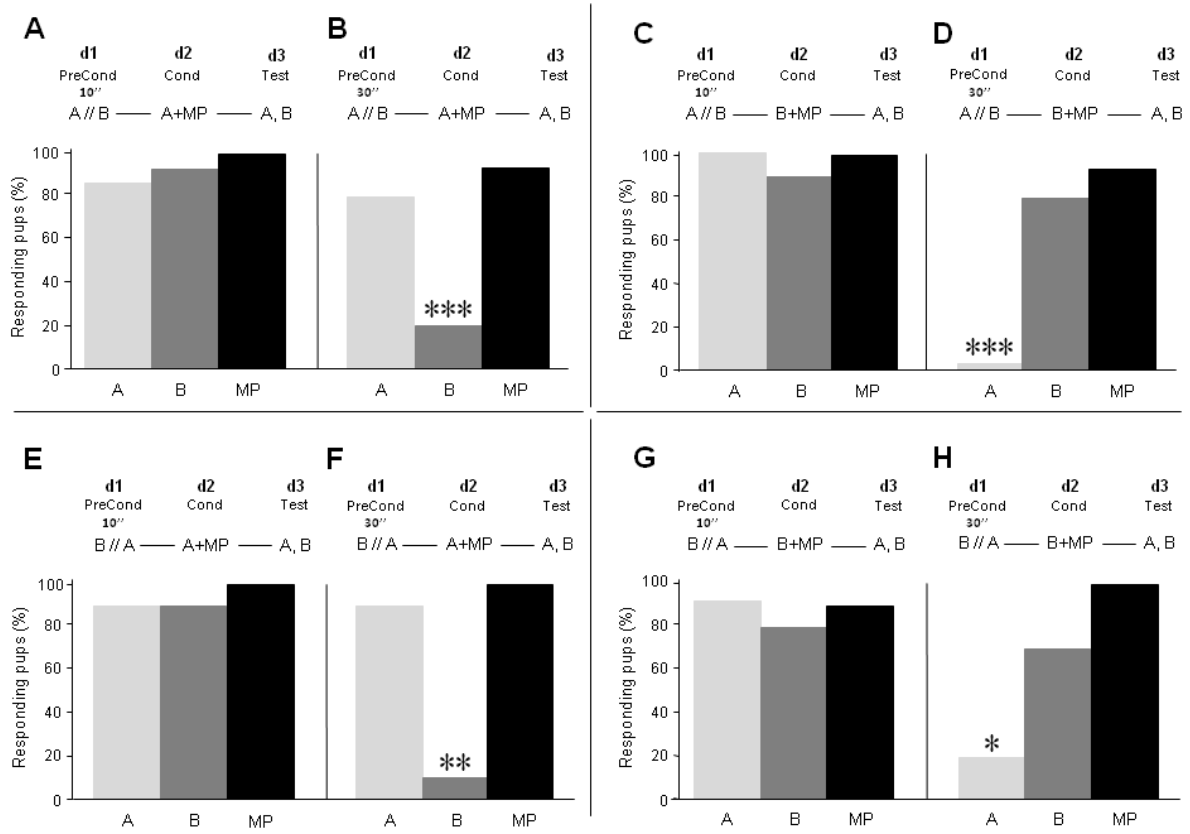 A
d1 d2 d3
PreCond Cond Test
10’’
A // B A+MP A, B
B
d1 d2 d3
PreCond Cond Test
30’’
A // B A+MP A, B
Responding pups (%)
100
80
60
40
20
0
***
A B MP A B MP
C
d1 d2 d3
PreCond Cond Test
10’’
A // B B+MP A, B
D
d1 d2 d3
PreCond Cond Test
30’’
A // B B+MP A, B
Responding pups (%)
100
80
60
40
20
0
***
A B MP A B MP
E
d1 d2 d3
PreCond Cond Test
10’’
B // A A+MP A, B
F
d1 d2 d3
PreCond Cond Test
30’’
B // A A+MP A, B
Responding pups (%)
100
80
60
40
20
0
**
A B MP A B MP
G
d1 d2 d3
PreCond Cond Test
10’’
B // A B+MP A, B
H
d1 d2 d3
PreCond Cond Test
30’’
B // A B+MP A, B
Responding pups (%)
100
80
60
40
20
0
*
A B MP A B MP